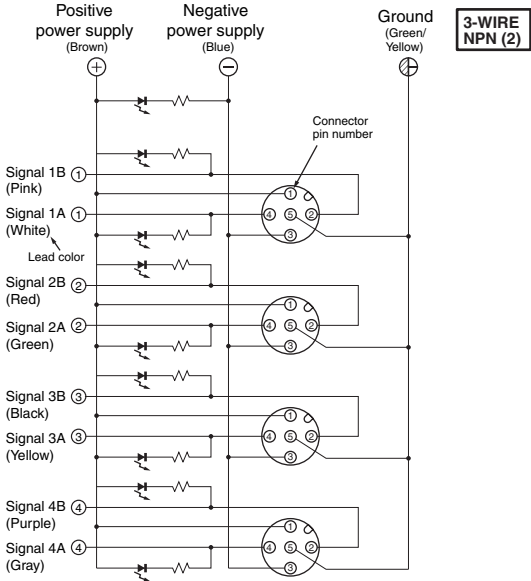 Positive
power supply
(Brown)
+
Negative
power supply
(Blue)
−
Ground
(Green/
Yellow)
3-WIRE
NPN (2)
Connector
pin number
Signal 1B 1
(Pink)
Signal 1A 1
(White)
Lead color
1
4 5 2
3
Signal 2B 2
(Red)
Signal 2A 2
(Green)
1
4 5 2
3
Signal 3B 3
(Black)
Signal 3A 3
(Yellow)
1
4 5 2
3
Signal 4B 4
(Purple)
Signal 4A 4
(Gray)
1
4 5 2
3